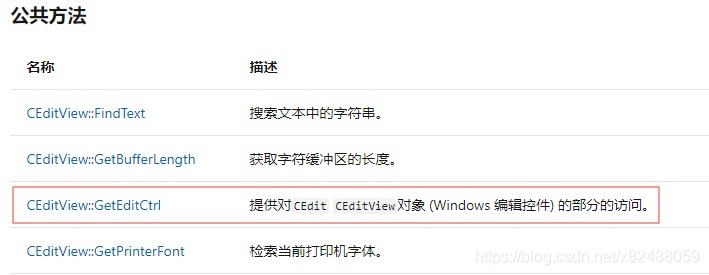 公共方法
名称 描述
CEditView::FindText 搜索文本中的字符串。
CEditView::GetBufferLength 获取字符缓冲区的长度。
CEditView::GetEditCtrl 提供对 CEdit CEditView 对象 (Windows 编辑控件) 的部分的访问。
CEditView::GetPrinterFont 检索当前打印机字体。
https://blog.csdn.net/x82488059